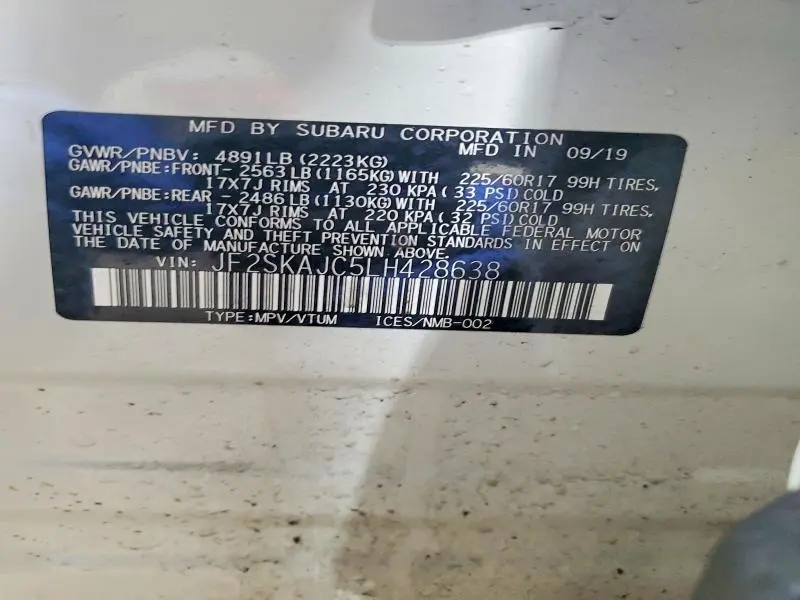 MFD BY SUBARU CORPORATION
MFD IN 09/19
GVWR/PNBV: 4891LB (2223KG)
GAWR/PNBE:FRONT- 2563LB (1165KG)WITH 225/60R17 99H TIRES,
17X7J RIMS AT 230 KPA( 33 PSI)COLD
GAWR/PNBE:REAR - 2486LB (1130KG)WITH 225/60R17 99H TIRES,
17X7J RIMS AT 220 KPA( 32 PSI)COLD
THIS VEHICLE CONFORMS TO ALL APPLICABLE FEDERAL MOTOR
VEHICLE SAFETY AND THEFT PREVENTION STANDARDS IN EFFECT ON
THE DATE OF MANUFACTURE SHOWN ABOVE.
VIN: JF2SKAJC5LH428638
TYPE:MPV/VTUM ICES/NMB-002